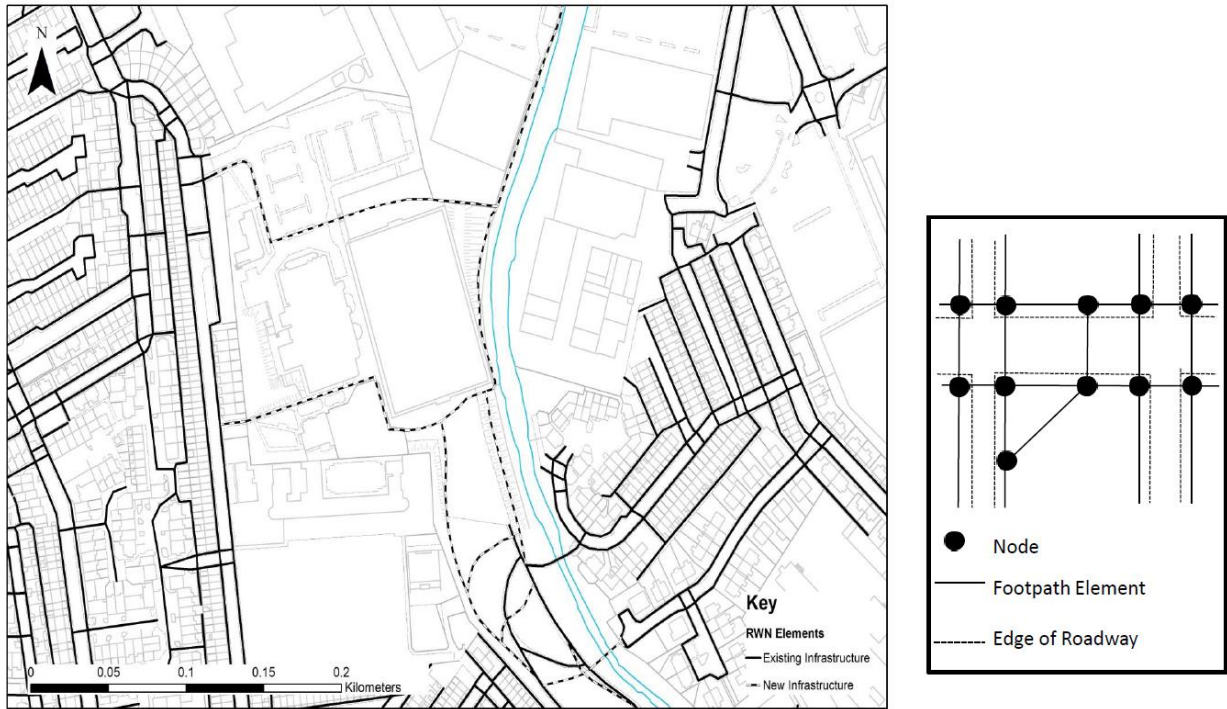 N
Key
RWN Elements
Existing Infrastructure
New Infrastructure
0 0.05 0.1 0.15 0.2
Kilometers
Node
Footpath Element
Edge of Roadway